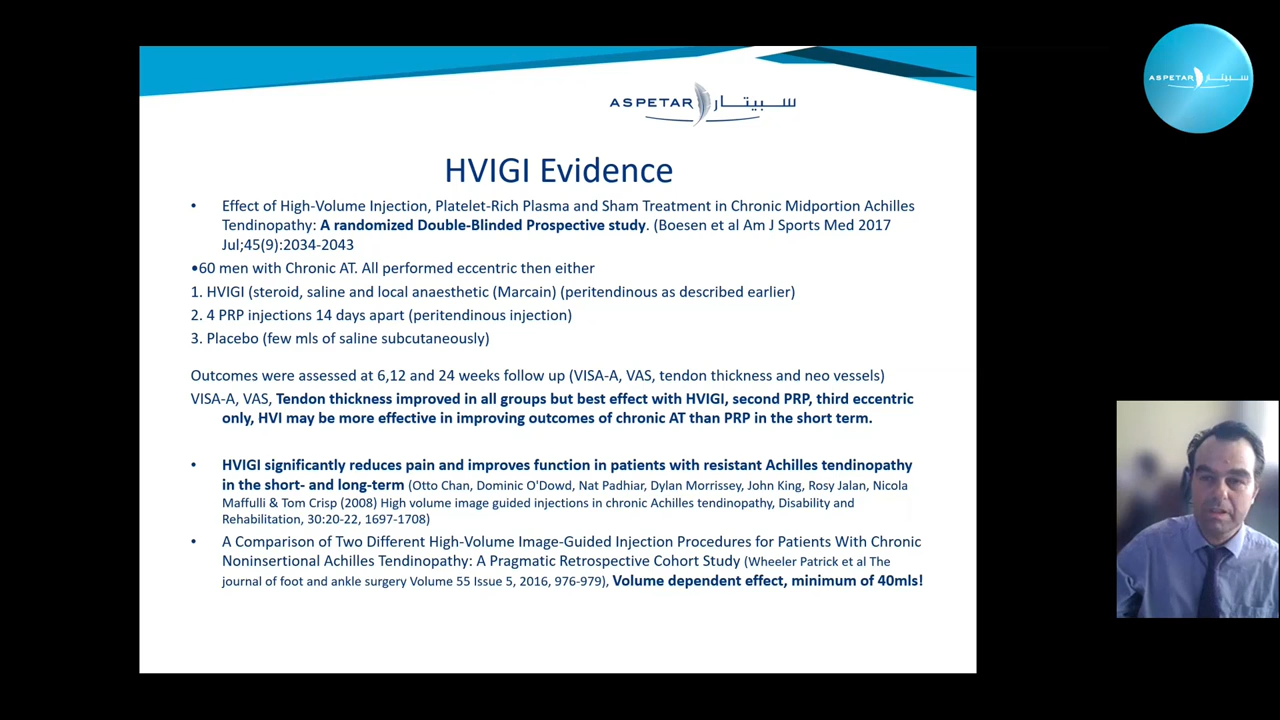 ASPETAR سبيتار
ASPETAR سبيتار
HVIGI Evidence
• Effect of High-Volume Injection, Platelet-Rich Plasma and Sham Treatment in Chronic Midportion Achilles
Tendinopathy: A randomized Double-Blinded Prospective study. (Boesen et al Am J Sports Med 2017
Jul;45(9):2034-2043
•60 men with Chronic AT. All performed eccentric then either
1. HVIGI (steroid, saline and local anaesthetic (Marcain) (peritendinous as described earlier)
2. 4 PRP injections 14 days apart (peritendinous injection)
3. Placebo (few mls of saline subcutaneously)
Outcomes were assessed at 6,12 and 24 weeks follow up (VISA-A, VAS, tendon thickness and neo vessels)
VISA-A, VAS, Tendon thickness improved in all groups but best effect with HVIGI, second PRP, third eccentric
only, HVI may be more effective in improving outcomes of chronic AT than PRP in the short term.
• HVIGI significantly reduces pain and improves function in patients with resistant Achilles tendinopathy
in the short- and long-term (Otto Chan, Dominic O'Dowd, Nat Padhiar, Dylan Morrissey, John King, Rosy Jalan, Nicola
Maffulli & Tom Crisp (2008) High volume image guided injections in chronic Achilles tendinopathy, Disability and
Rehabilitation, 30:20-22, 1697-1708)
• A Comparison of Two Different High-Volume Image-Guided Injection Procedures for Patients With Chronic
Noninsertional Achilles Tendinopathy: A Pragmatic Retrospective Cohort Study (Wheeler Patrick et al The
journal of foot and ankle surgery Volume 55 Issue 5, 2016, 976-979), Volume dependent effect, minimum of 40mls!